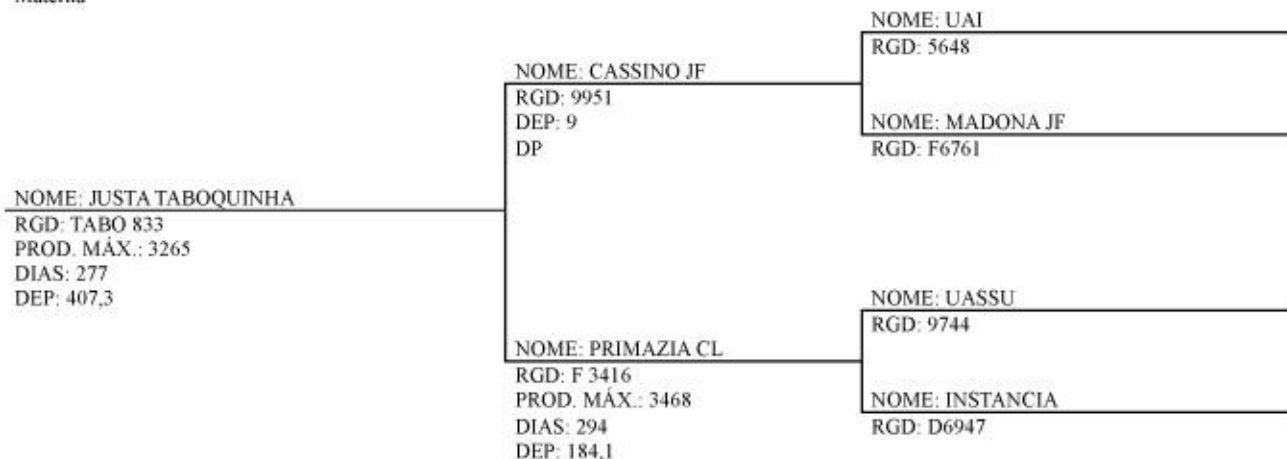 Materna
NOME: JUSTA TABOQUINHA
RGD: TABO 833
PROD. MÁX.: 3265
DIAS: 277
DEP: 407,3
NOME: CASSINO JF
RGD: 9951
DEP: 9
DP
NOME: UAI
RGD: 5648
NOME: MADONA JF
RGD: F6761
NOME: PRIMAZIA CL
RGD: F 3416
PROD. MÁX.: 3468
DIAS: 294
DEP: 184,1
NOME: UASSU
RGD: 9744
NOME: INSTANCIA
RGD: D6947